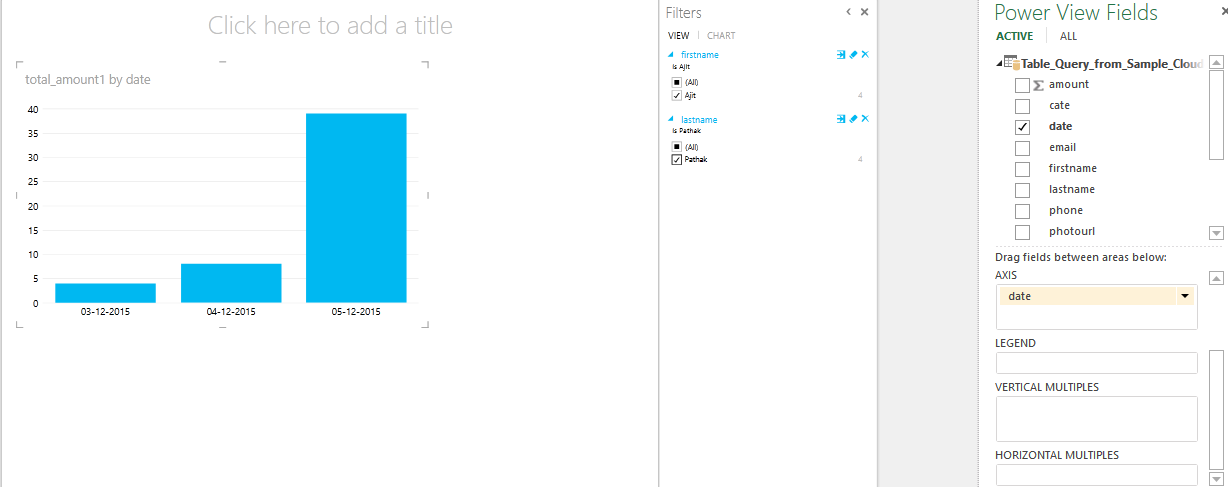 Click here to add a title
total_amount1 by date
40
35
30
25
20
15
10
5
0
03-12-2015 04-12-2015 05-12-2015
Filters
VIEW CHART
firstname
is Ajit
(All)
Ajit 4
lastname
is Pathak
(All)
Pathak 4
Power View Fields
ACTIVE ALL
Table_Query_from_Sample_Cloud
Σ amount
cate
date
email
firstname
lastname
phone
photourl
Drag fields between areas below:
AXIS
date
LEGEND
VERTICAL MULTIPLES
HORIZONTAL MULTIPLES